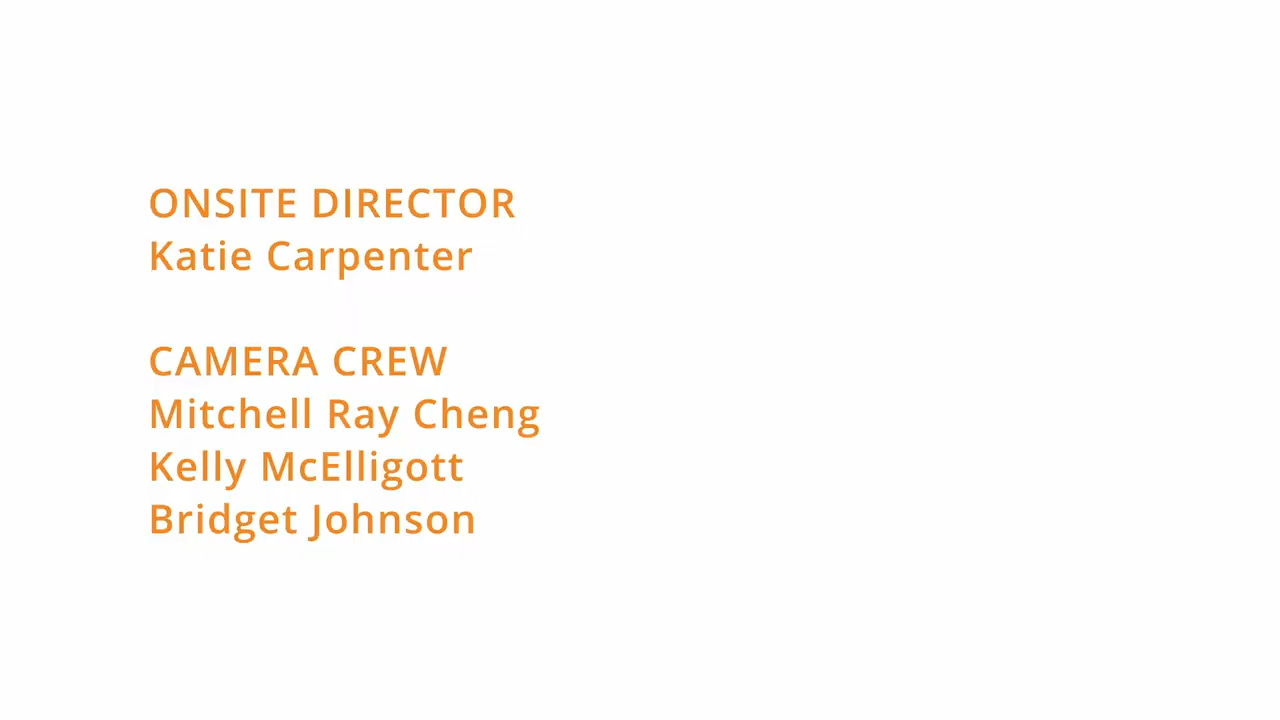 ONSITE DIRECTOR
Katie Carpenter
CAMERA CREW
Mitchell Ray Cheng
Kelly McElligott
Bridget Johnson